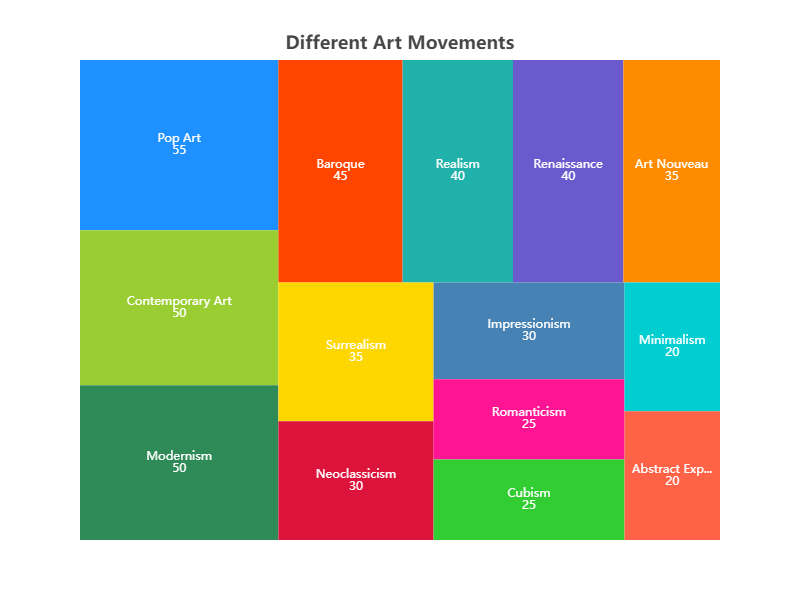 Different Art Movements
Pop Art
55
Contemporary Art
50
Modernism
50
Baroque
45
Realism
40
Renaissance
40
Art Nouveau
35
Surrealism
35
Neoclassicism
30
Impressionism
30
Romanticism
25
Cubism
25
Minimalism
20
Abstract Exp...
20